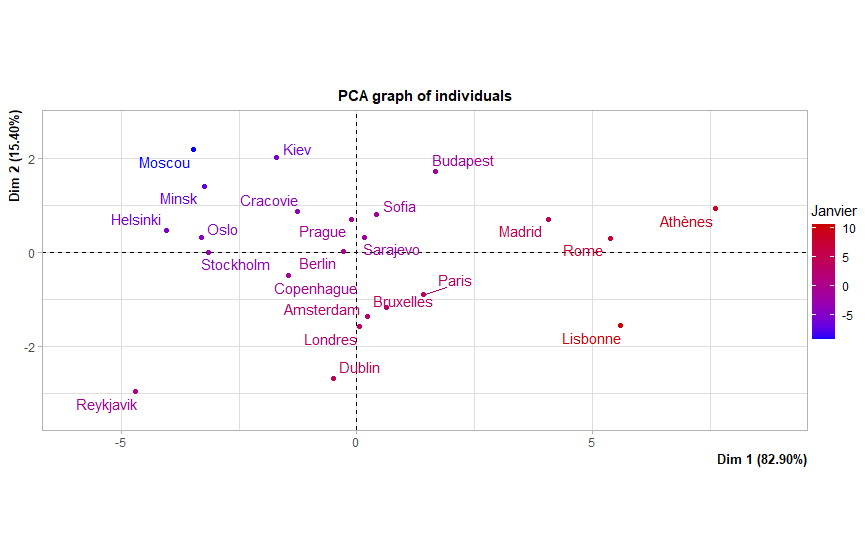 PCA graph of individuals
Dim 2 (15.40%)
2
0
-2
Moscou
Kiev
Budapest
Minsk
Cracovie
Helsinki
Oslo
Prague
Sofia
Sarajevo
Stockholm
Berlin
Copenhague
Madrid
Rome
Athènes
Paris
Amsterdam
Bruxelles
Londres
Lisbonne
Dublin
Reykjavik
-5
0
5
Dim 1 (82.90%)
Janvier
10
5
0
-5